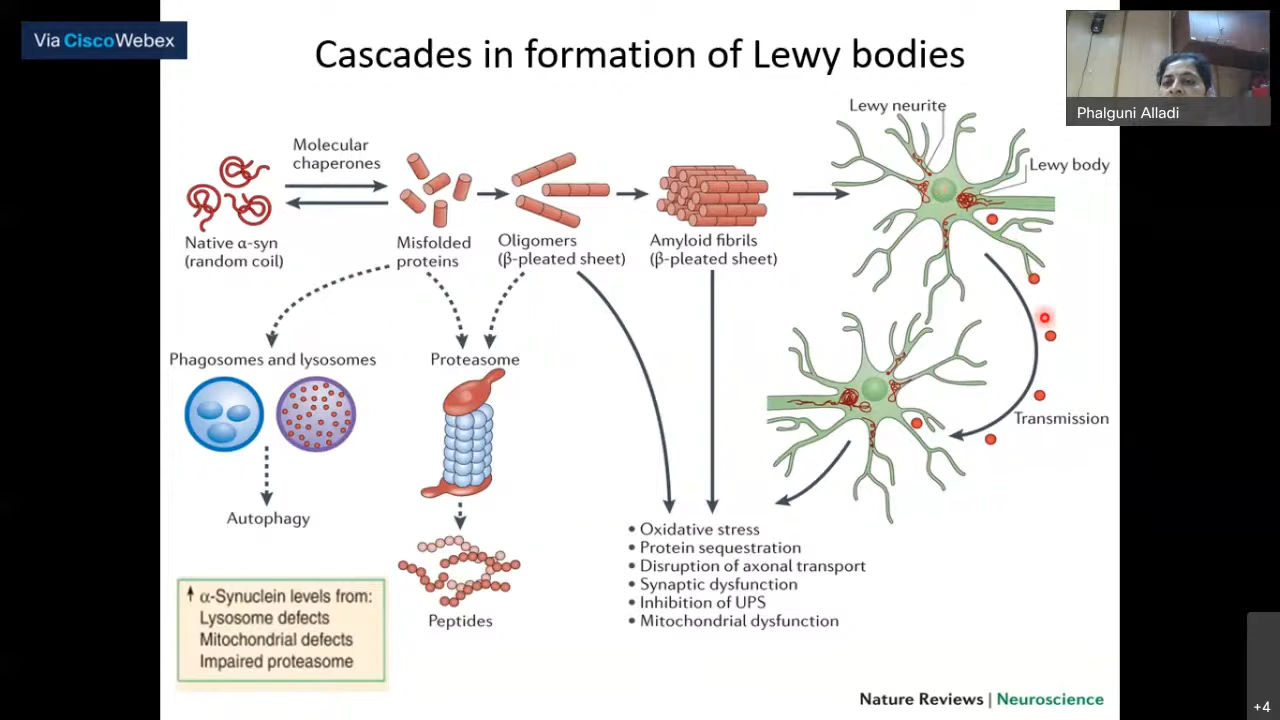 Via CiscoWebex
Cascades in formation of Lewy bodies
Phalguni Alladi
Lewy neurite
Lewy body
Molecular
chaperones
Native α-syn
(random coil)
Misfolded
proteins
Oligomers
(β-pleated sheet)
Amyloid fibrils
(β-pleated sheet)
Phagosomes and lysosomes
Proteasome
Transmission
Autophagy
Peptides
• Oxidative stress
• Protein sequestration
• Disruption of axonal transport
• Synaptic dysfunction
• Inhibition of UPS
• Mitochondrial dysfunction
↑ α-Synuclein levels from:
Lysosome defects
Mitochondrial defects
Impaired proteasome
Nature Reviews | Neuroscience
+4